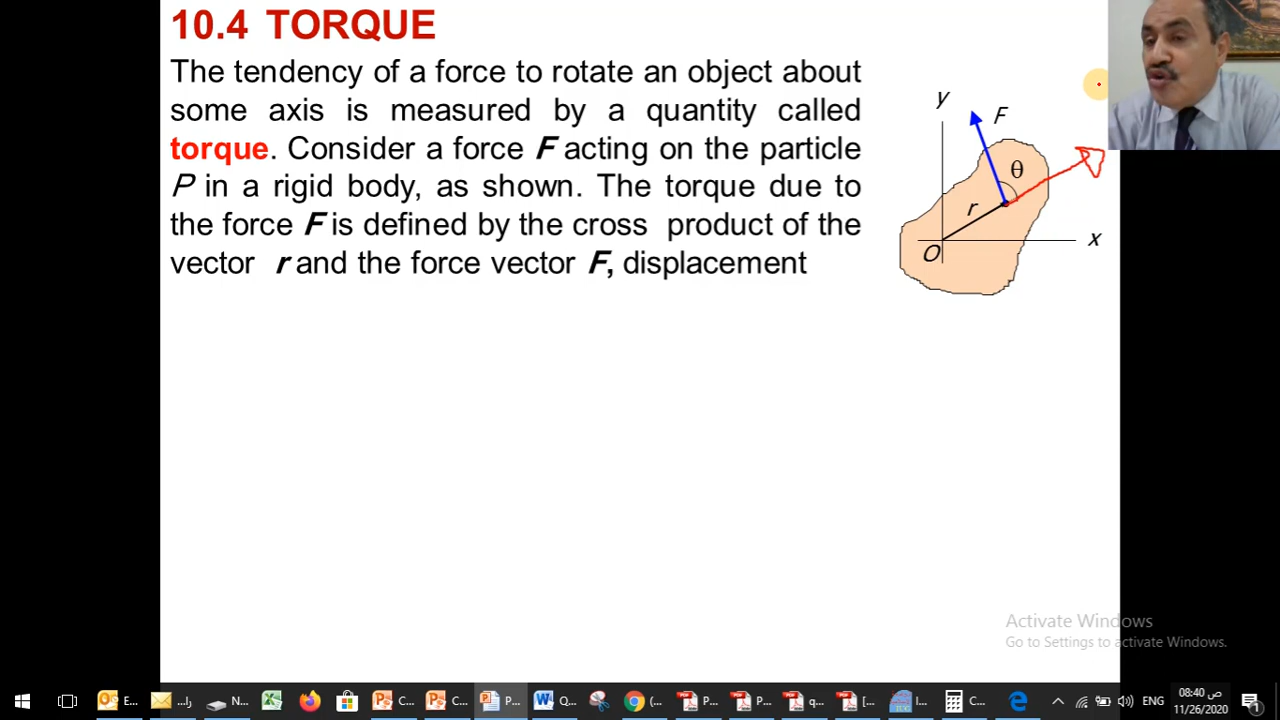 10.4 TORQUE
The tendency of a force to rotate an object about
some axis is measured by a quantity called
torque. Consider a force F acting on the particle
P in a rigid body, as shown. The torque due to
the force F is defined by the cross product of the
vector r and the force vector F, displacement
y
F
θ
r
x
O
Activate Windows
Go to Settings to activate Windows.
E...
را...
N...
C...
C...
P...
Q...
(...
P...
P...
q...
[...
I...
C...
ENG
08:40 ص
11/26/2020
1